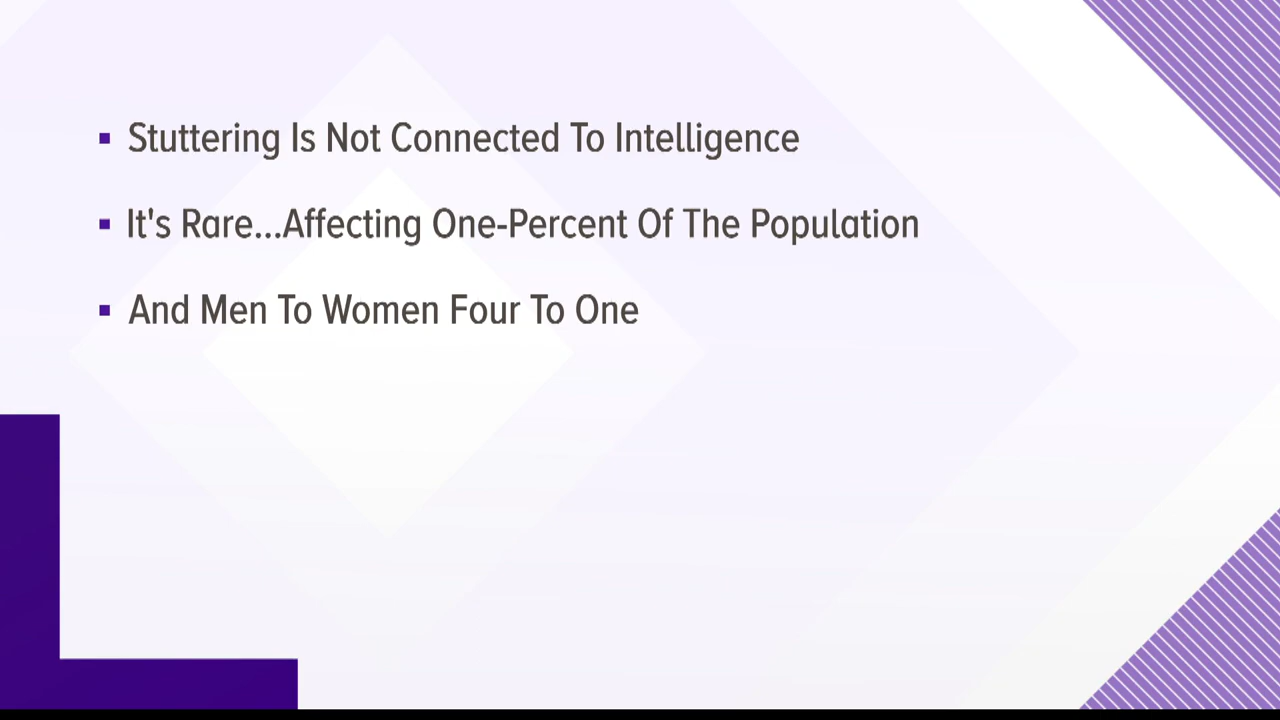 ▪ Stuttering Is Not Connected To Intelligence
▪ It's Rare...Affecting One-Percent Of The Population
▪ And Men To Women Four To One